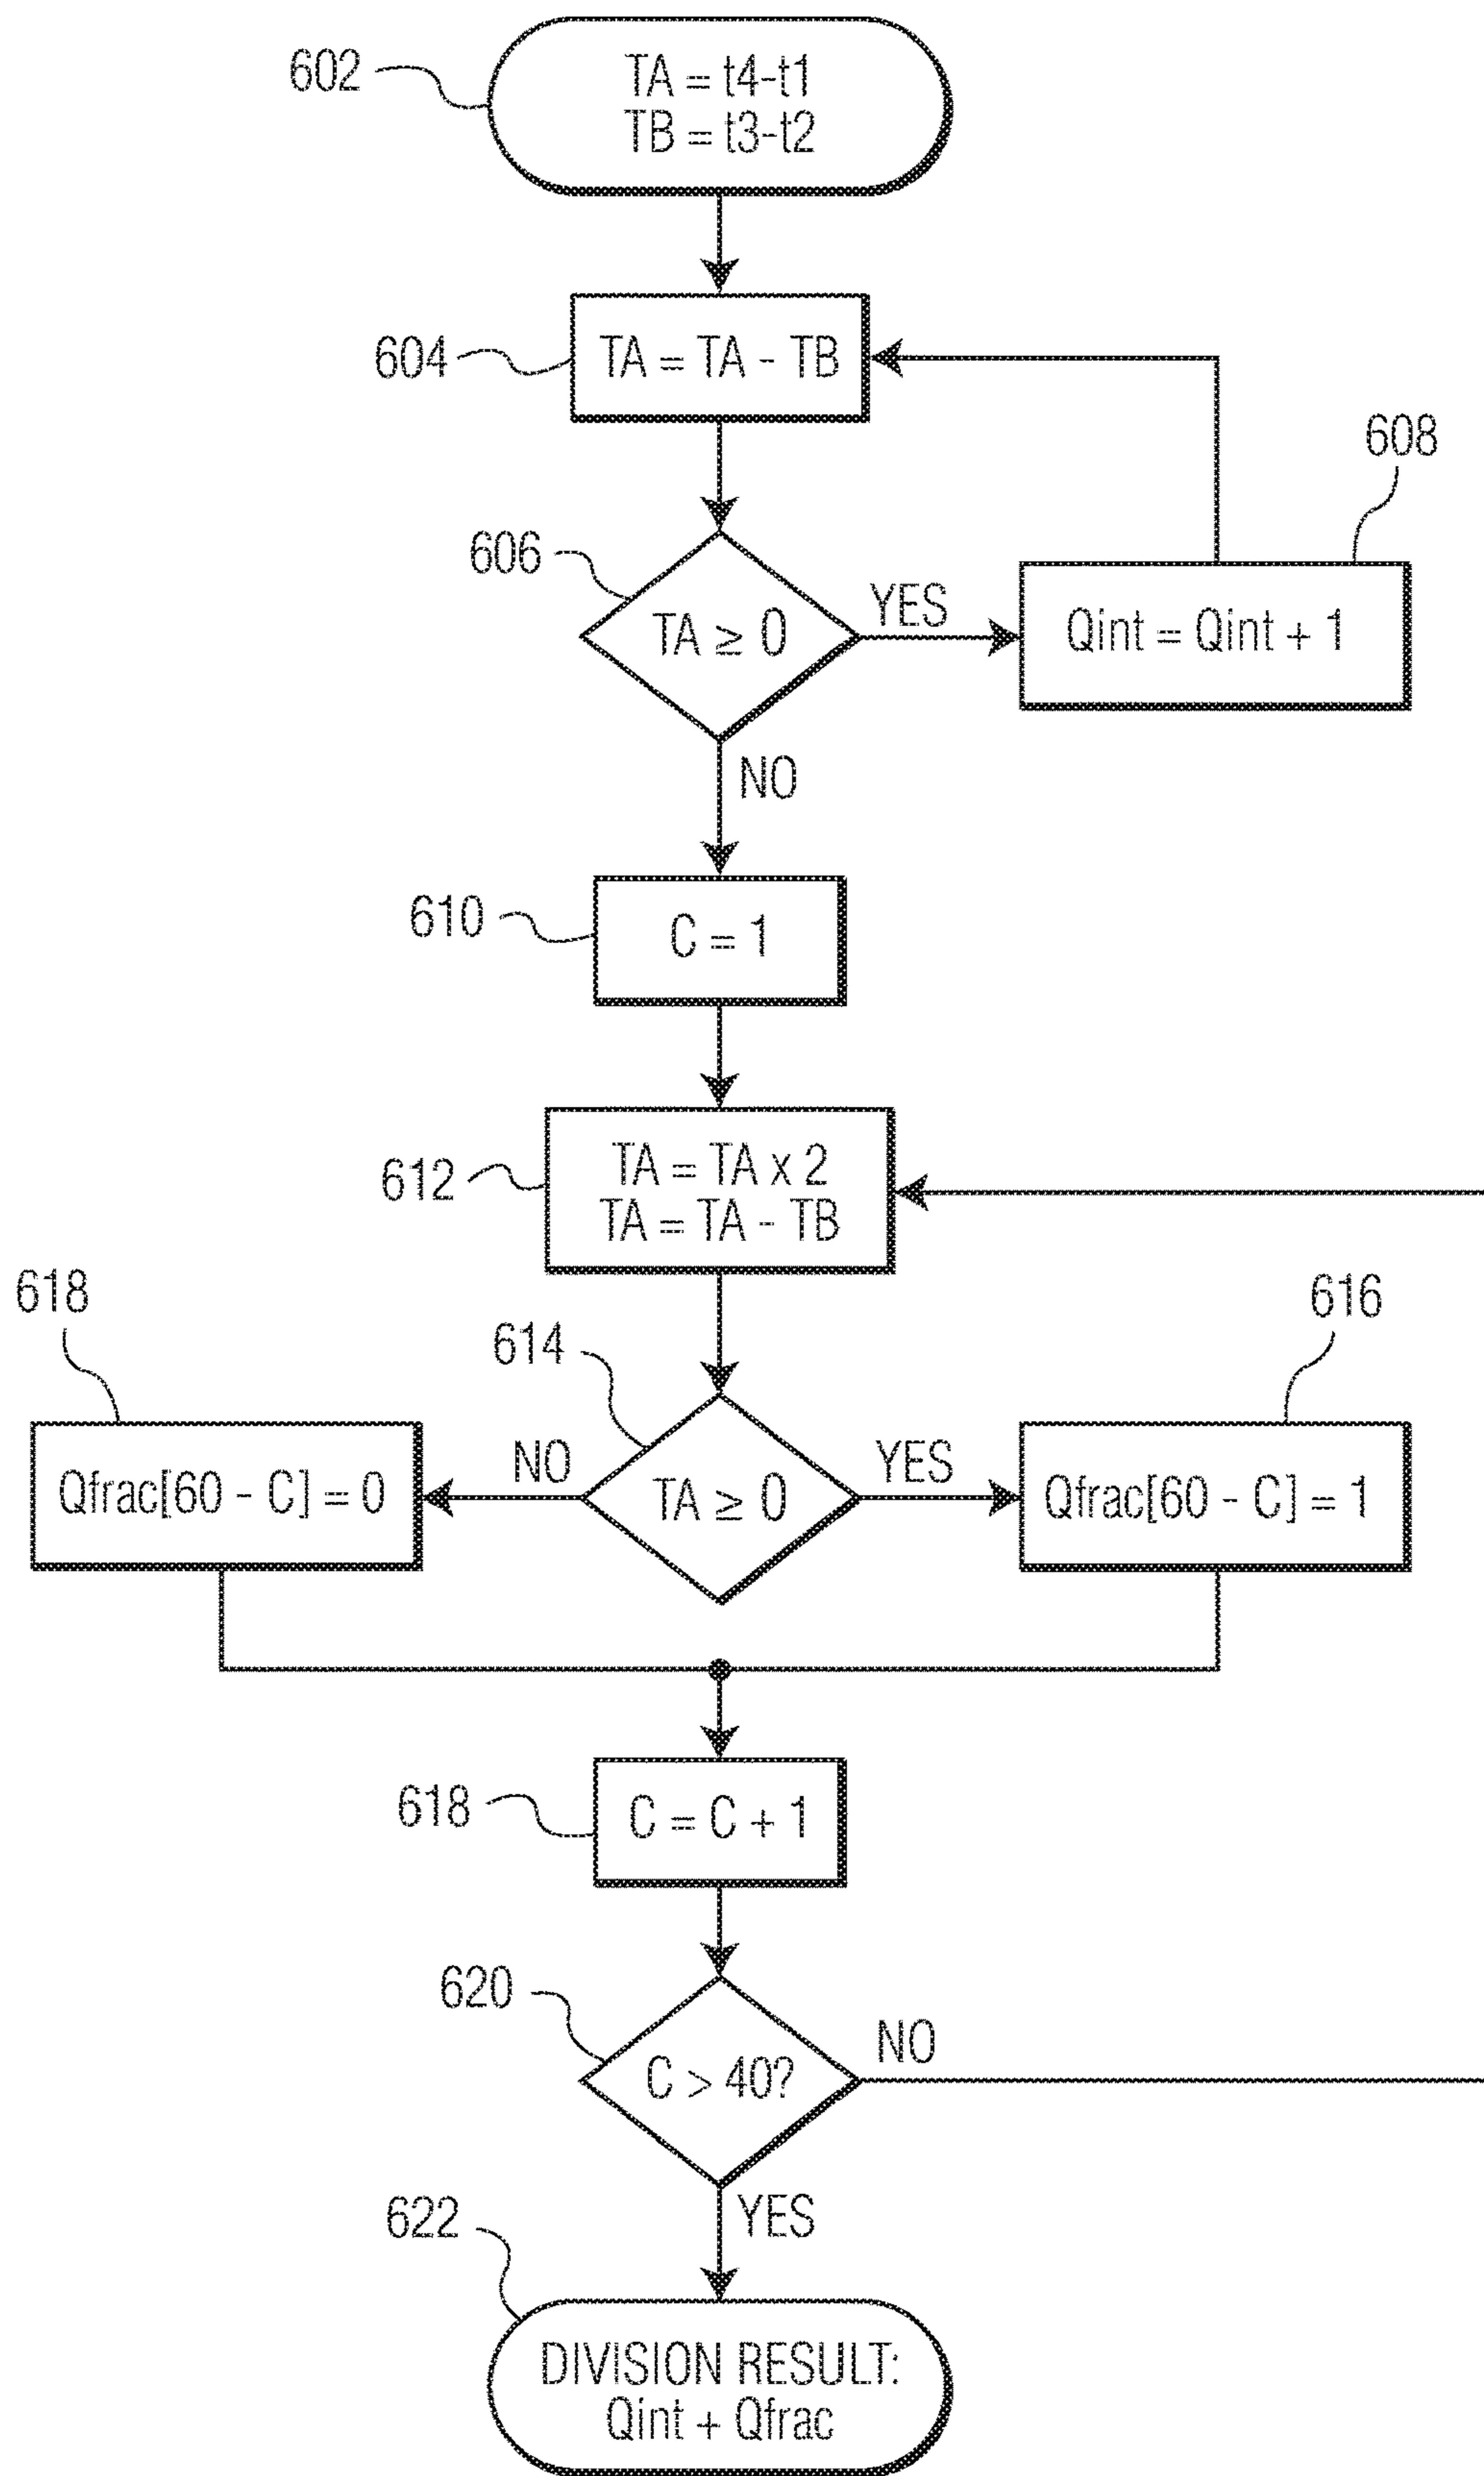 602
TA = t4-t1
TB = t3-t2
604
TA = TA - TB
608
606
TA ≥ 0
YES
Qint = Qint + 1
NO
610
C = 1
612
TA = TA x 2
TA = TA - TB
618
616
614
Qfrac[60 - C] = 0
NO
TA ≥ 0
YES
Qfrac[60 - C] = 1
618
C = C + 1
620
C > 40?
NO
YES
622
DIVISION RESULT:
Qint + Qfrac